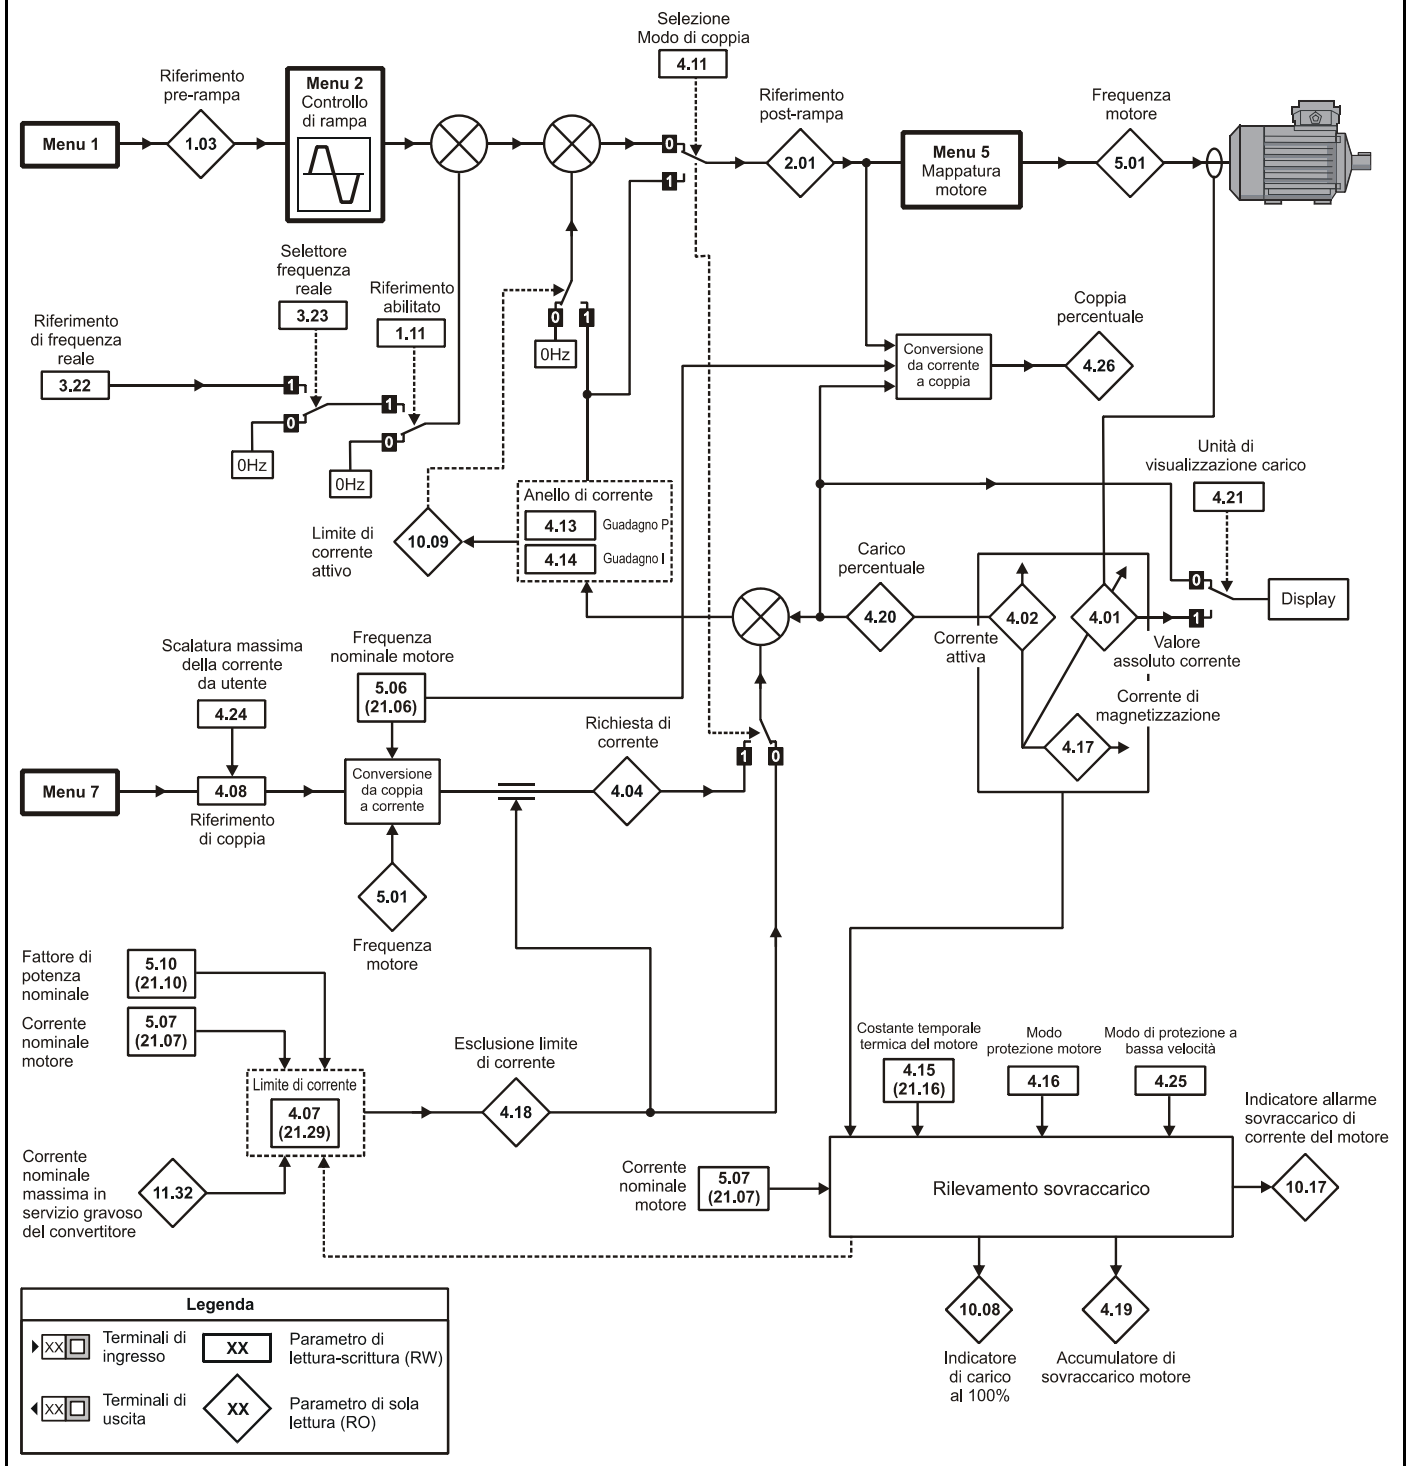 Selezione
Modo di coppia
4.11
Riferimento
pre-rampa
1.03
Menu 1
Menu 2
Controllo
di rampa
0
1
Riferimento
post-rampa
2.01
Menu 5
Mappatura
motore
Frequenza
motore
5.01
Selettore
frequenza
reale
3.23
Riferimento
abilitato
1.11
Riferimento
di frequenza
reale
3.22
1
0
0Hz
1
0
0Hz
0
1
0Hz
Conversione
da corrente
a coppia
Coppia
percentuale
4.26
Unità di
visualizzazione carico
4.21
Anello di corrente
4.13
Guadagno P
4.14
Guadagno I
Limite di
corrente
attivo
10.09
Carico
percentuale
4.20
4.02
Corrente
attiva
4.01
Valore
assoluto corrente
0
1
Display
Corrente di
magnetizzazione
4.17
Scalatura massima
della corrente
da utente
4.24
Frequenza
nominale motore
5.06
(21.06)
Menu 7
4.08
Riferimento
di coppia
Conversione
da coppia
a corrente
Richiesta di
corrente
4.04
1
0
5.01
Frequenza
motore
Fattore di
potenza
nominale
5.10
(21.10)
Corrente
nominale
motore
5.07
(21.07)
Limite di corrente
4.07
(21.29)
Esclusione limite
di corrente
4.18
Corrente
nominale
massima in
servizio gravoso
del convertitore
11.32
Costante temporale
termica del motore
4.15
(21.16)
Modo
protezione motore
4.16
Modo di protezione a
bassa velocità
4.25
Corrente
nominale
motore
5.07
(21.07)
Rilevamento sovraccarico
Indicatore allarme
sovraccarico di
corrente del motore
10.17
10.08
Indicatore
di carico
al 100%
4.19
Accumulatore di
sovraccarico motore
Legenda
XX
Terminali di
ingresso
XX
Parametro di
lettura-scrittura (RW)
XX
Terminali di
uscita
XX
Parametro di sola
lettura (RO)